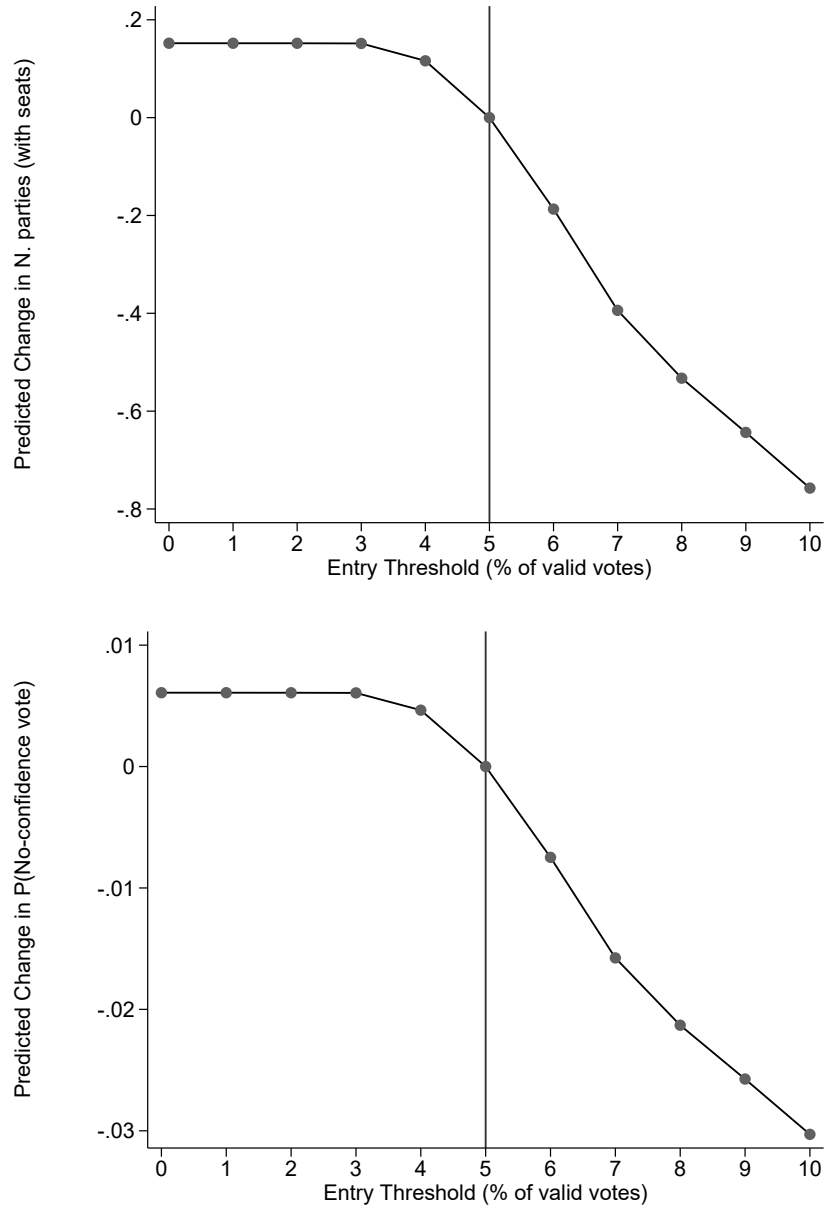 Predicted Change in N. parties (with seats)
.2
0
-.2
-.4
-.6
-.8
0 1 2 3 4 5 6 7 8 9 10
Entry Threshold (% of valid votes)
Predicted Change in P(No-confidence vote)
.01
0
-.01
-.02
-.03
0 1 2 3 4 5 6 7 8 9 10
Entry Threshold (% of valid votes)